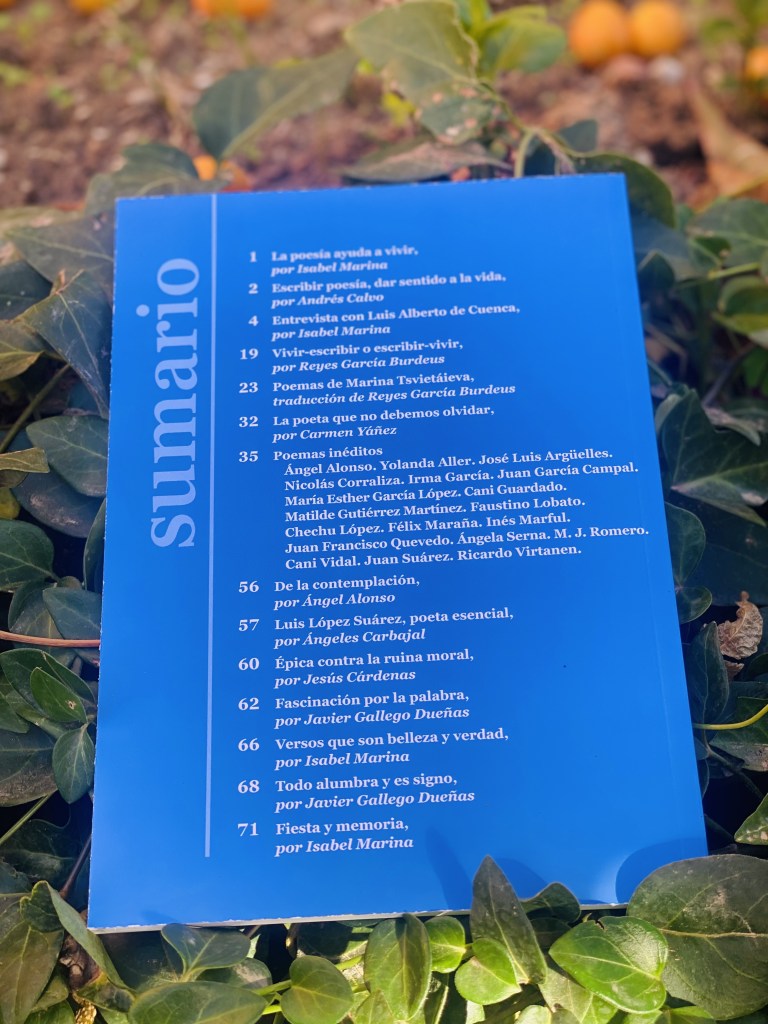 sumario
1 La poesía ayuda a vivir,
por Isabel Marina
2 Escribir poesía, dar sentido a la vida,
por Andrés Calvo
4 Entrevista con Luis Alberto de Cuenca,
por Isabel Marina
19 Vivir-escribir o escribir-vivir,
por Reyes García Burdeus
23 Poemas de Marina Tsvietáieva,
traducción de Reyes García Burdeus
32 La poeta que no debemos olvidar,
por Carmen Yáñez
35 Poemas inéditos
Ángel Alonso. Yolanda Aller. José Luis Argüelles.
Nicolás Corraliza. Irma García. Juan García Campal.
María Esther García López. Cani Guardado.
Matilde Gutiérrez Martínez. Faustino Lobato.
Chechu López. Félix Maraña. Inés Marful.
Juan Francisco Quevedo. Ángela Serna. M. J. Romero.
Cani Vidal. Juan Suárez. Ricardo Virtanen.
56 De la contemplación,
por Ángel Alonso
57 Luis López Suárez, poeta esencial,
por Ángeles Carbajal
60 Épica contra la ruina moral,
por Jesús Cárdenas
62 Fascinación por la palabra,
por Javier Gallego Dueñas
66 Versos que son belleza y verdad,
por Isabel Marina
68 Todo alumbra y es signo,
por Javier Gallego Dueñas
71 Fiesta y memoria,
por Isabel Marina